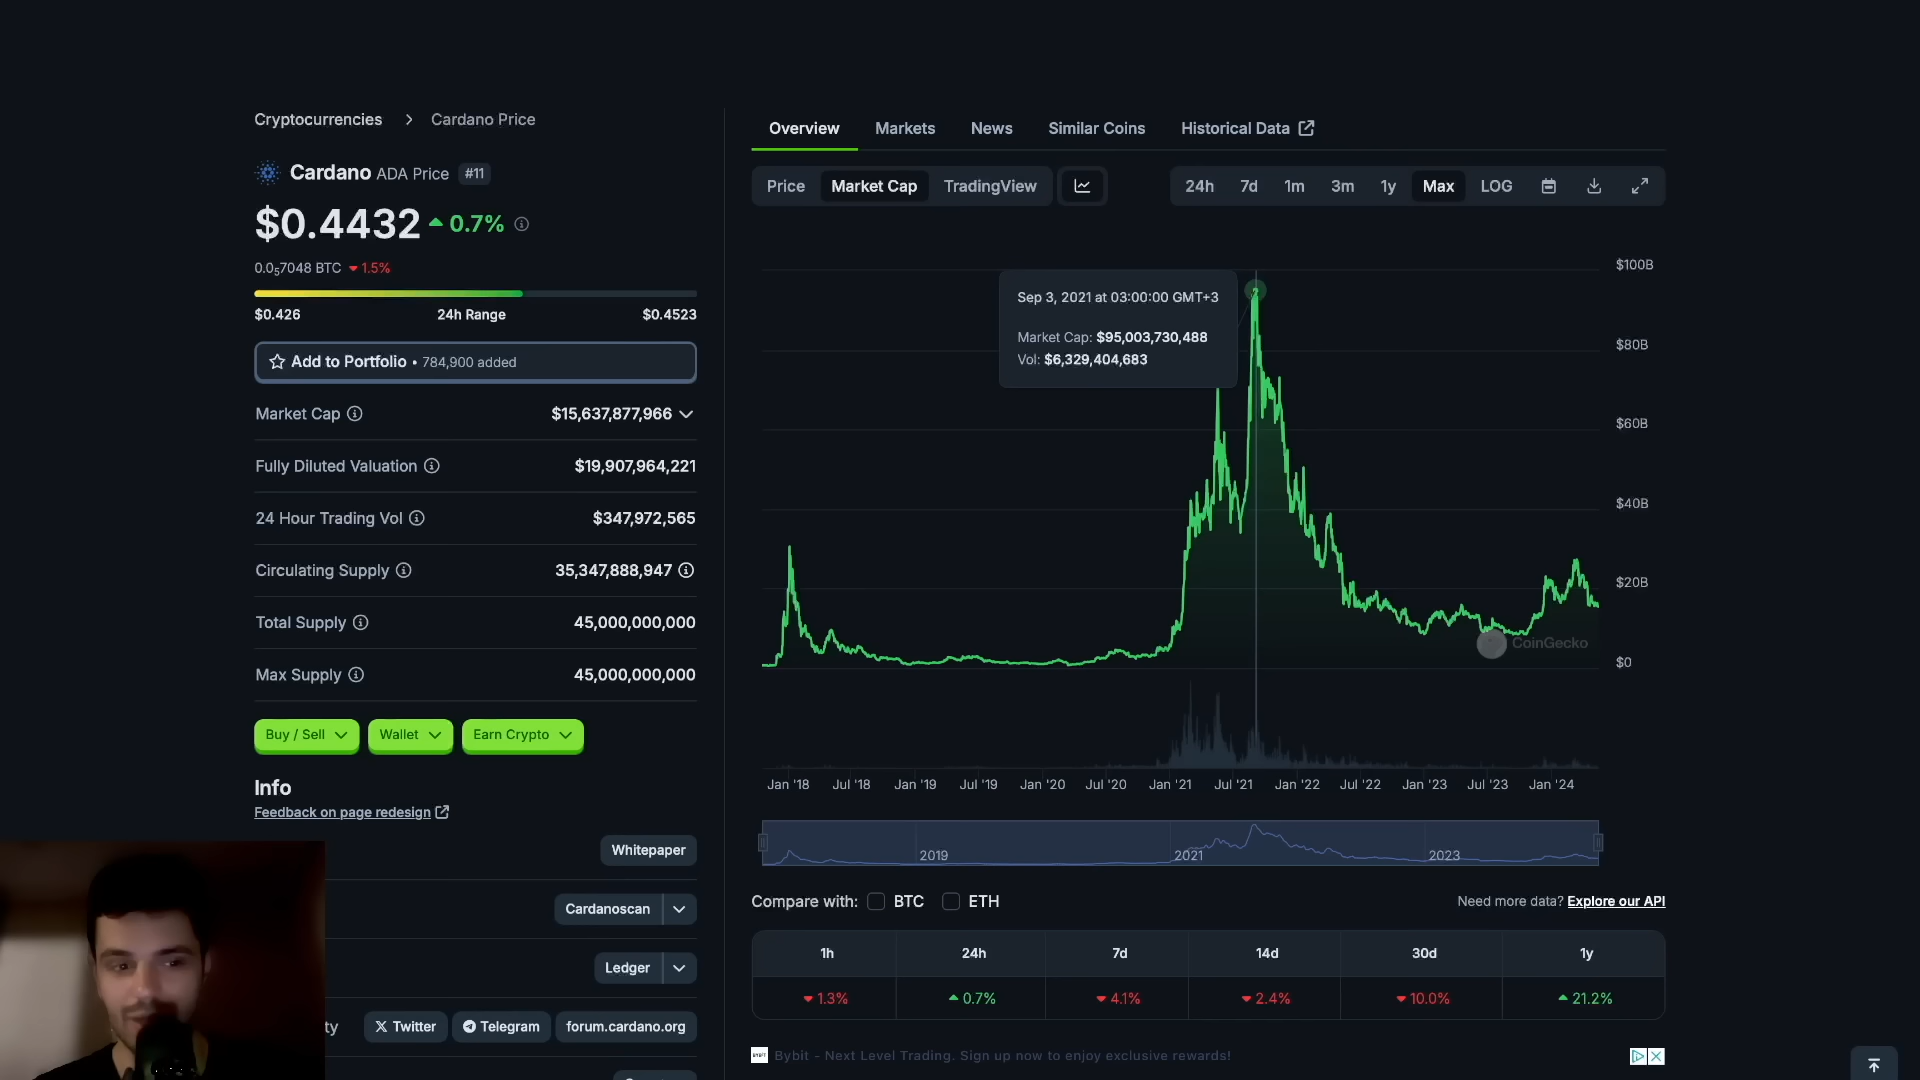 Cryptocurrencies > Cardano Price
Cardano ADA Price #11
$0.4432 0.7%
0.0₅7048 BTC 1.5%
$0.426 24h Range $0.4523
Add to Portfolio • 784,900 added
Market Cap $15,637,877,966
Fully Diluted Valuation $19,907,964,221
24 Hour Trading Vol $347,972,565
Circulating Supply 35,347,888,947
Total Supply 45,000,000,000
Max Supply 45,000,000,000
Buy / Sell Wallet Earn Crypto
Info
Feedback on page redesign
Whitepaper
Cardanoscan
Ledger
ty Twitter Telegram forum.cardano.org
Overview Markets News Similar Coins Historical Data
Price Market Cap TradingView
24h 7d 1m 3m 1y Max LOG
$100B
$80B
$60B
$40B
$20B
$0
Sep 3, 2021 at 03:00:00 GMT+3
Market Cap: $95,003,730,488
Vol: $6,329,404,683
CoinGecko
Jan '18 Jul '18 Jan '19 Jul '19 Jan '20 Jul '20 Jan '21 Jul '21 Jan '22 Jul '22 Jan '23 Jul '23 Jan '24
2019 2021 2023
Compare with: BTC ETH
Need more data? Explore our API
1h 24h 7d 14d 30d 1y
1.3% 0.7% 4.1% 2.4% 10.0% 21.2%
Bybit - Next Level Trading. Sign up now to enjoy exclusive rewards!